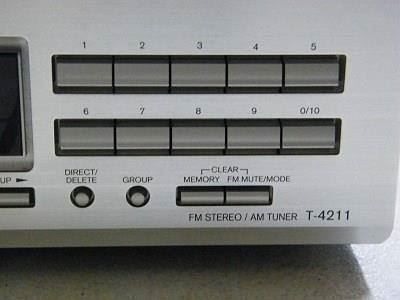 1 2 3 4 5
6 7 8 9 0/10
UP
DIRECT/
DELETE
GROUP
CLEAR
MEMORY FM MUTE/MODE
FM STEREO / AM TUNER T-4211